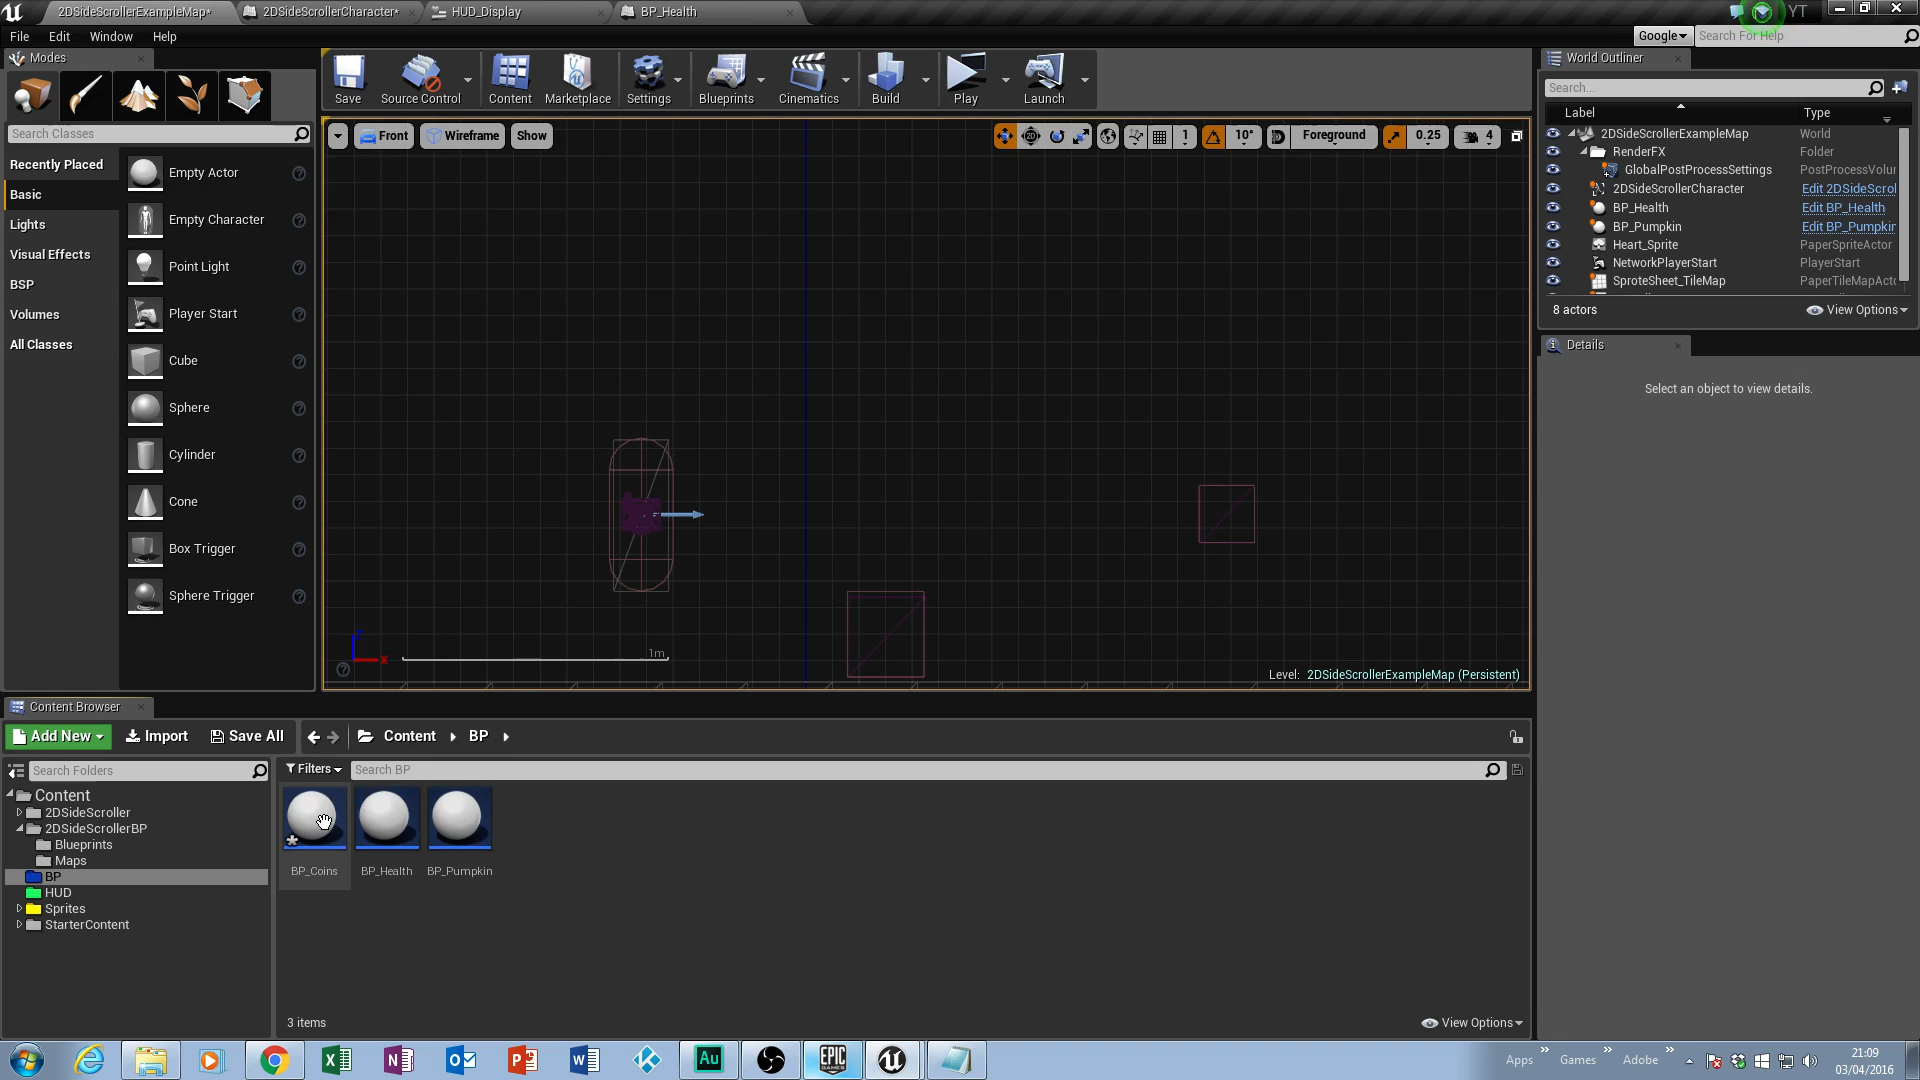 2DSideScrollerExampleMap*
2DSideScrollerCharacter*
HUD_Display
BP_Health
YT
File Edit Window Help
Google
Search For Help
Modes
Search Classes
Recently Placed
Basic
Lights
Visual Effects
BSP
Volumes
All Classes
Empty Actor
Empty Character
Point Light
Player Start
Cube
Sphere
Cylinder
Cone
Box Trigger
Sphere Trigger
Save
Source Control
Content
Marketplace
Settings
Blueprints
Cinematics
Build
Play
Launch
Front
Wireframe
Show
1
10°
Foreground
0.25
4
1m
x
Level: 2DSideScrollerExampleMap (Persistent)
World Outliner
Search...
Label Type
2DSideScrollerExampleMap World
RenderFX Folder
GlobalPostProcessSettings PostProcessVolu
2DSideScrollerCharacter Edit 2DSideScrol
BP_Health Edit BP_Health
BP_Pumpkin Edit BP_Pumpkin
Heart_Sprite PaperSpriteActor
NetworkPlayerStart PlayerStart
SproteSheet_TileMap PaperTileMapActo
8 actors
View Options
Details
Select an object to view details.
Content Browser
Add New
Import
Save All
Content
BP
Search Folders
Filters
Search BP
Content
2DSideScroller
2DSideScrollerBP
Blueprints
Maps
BP
HUD
Sprites
StarterContent
BP_Coins
BP_Health
BP_Pumpkin
3 items
View Options
Au
EPIC GAMES
Apps
Games
Adobe
21:09
03/04/2016